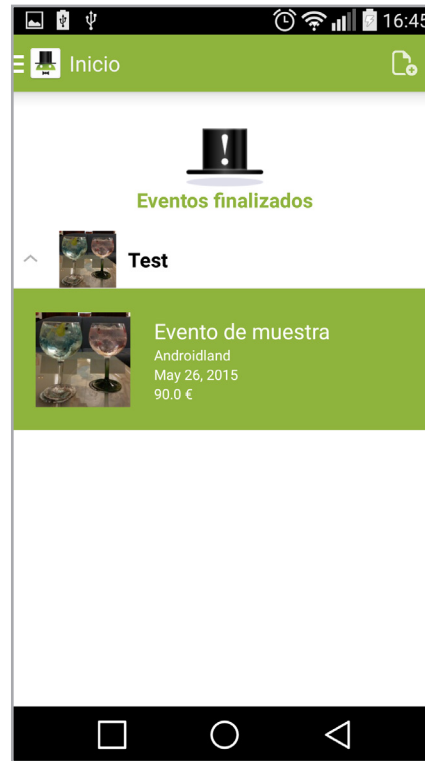 16:45
Inicio
Eventos finalizados
Test
Evento de muestra
Androidland
May 26, 2015
90.0 €